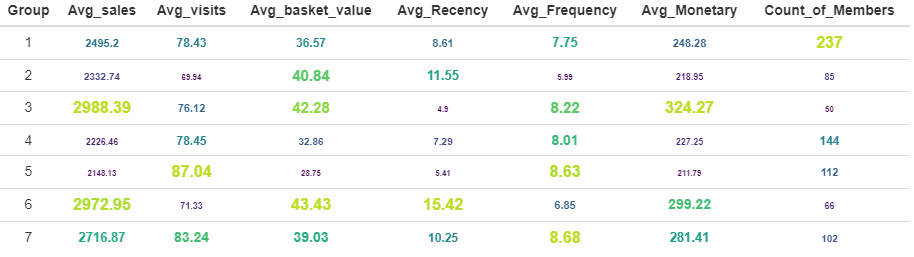 Group Avg_sales Avg_visits Avg_basket_value Avg_Recency Avg_Frequency Avg_Monetary Count_of_Members
1 2495.2 78.43 36.57 8.61 7.75 248.28 237
2 2332.74 69.94 40.84 11.55 5.99 218.95 85
3 2988.39 76.12 42.28 4.9 8.22 324.27 50
4 2226.46 78.45 32.86 7.29 8.01 227.25 144
5 2148.13 87.04 28.75 5.41 8.63 211.79 112
6 2972.95 71.33 43.43 15.42 6.85 299.22 66
7 2716.87 83.24 39.03 10.25 8.68 281.41 102